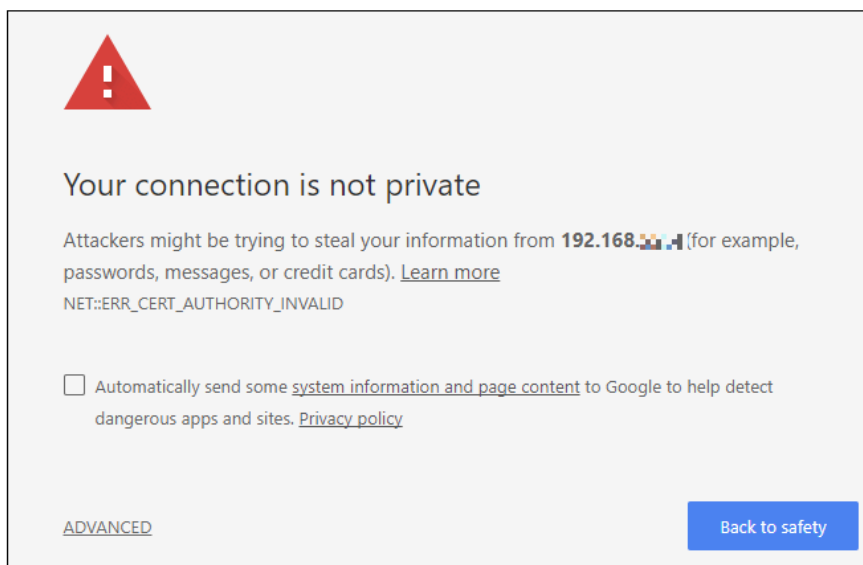 Your connection is not private
Attackers might be trying to steal your information from 192.168. (for example,
passwords, messages, or credit cards). Learn more
NET::ERR_CERT_AUTHORITY_INVALID
Automatically send some system information and page content to Google to help detect
dangerous apps and sites. Privacy policy
ADVANCED
Back to safety